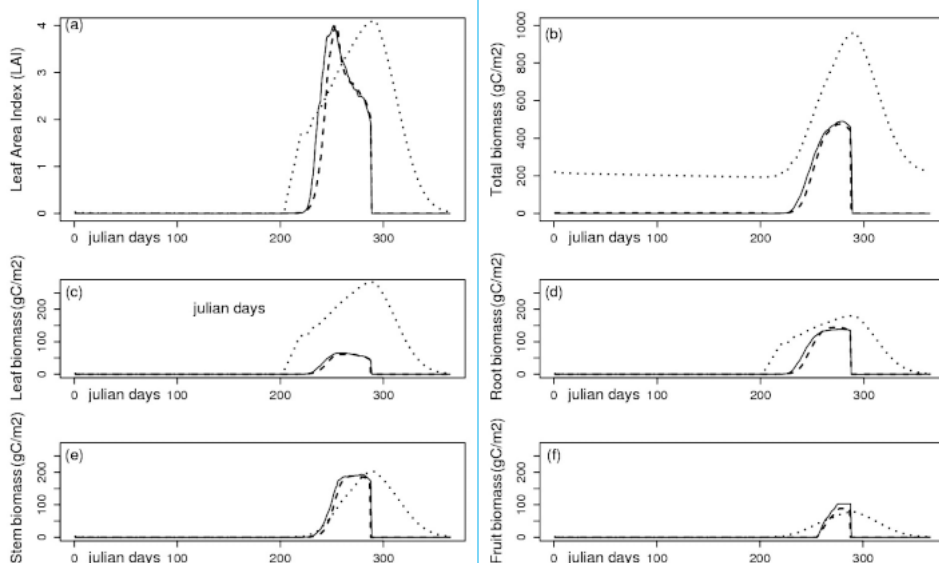 (a)
Leaf Area Index (LAI)
4
3
2
1
0
0 julian days 100 200 300
(b)
Total biomass (gC/m2)
1000
800
600
400
200
0
0 julian days 100 200 300
(c)
julian days
Leaf biomass (gC/m2)
200
100
0
0 julian days 100 200 300
(d)
Root biomass (gC/m2)
200
100
0
0 julian days 100 200 300
(e)
Stem biomass (gC/m2)
200
100
0
0 julian days 100 200 300
(f)
Fruit biomass (gC/m2)
200
100
0
0 julian days 100 200 300